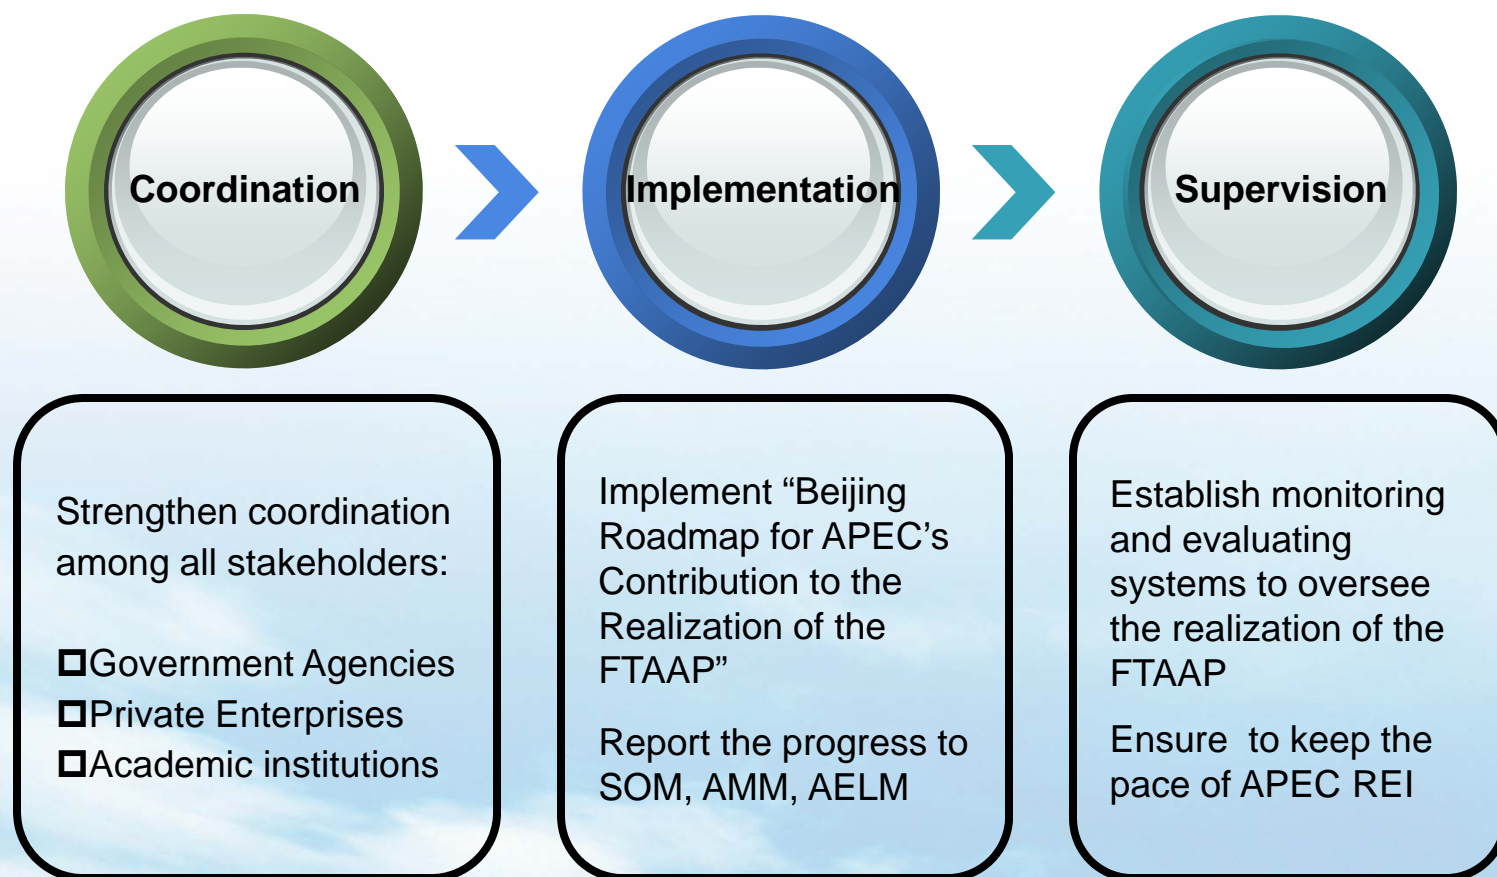 Coordination
Implementation
Supervision
Strengthen coordination
among all stakeholders:
Government Agencies
Private Enterprises
Academic institutions
Implement “Beijing
Roadmap for APEC’s
Contribution to the
Realization of the
FTAAP”
Report the progress to
SOM, AMM, AELM
Establish monitoring
and evaluating
systems to oversee
the realization of the
FTAAP
Ensure  to keep the
pace of APEC REI